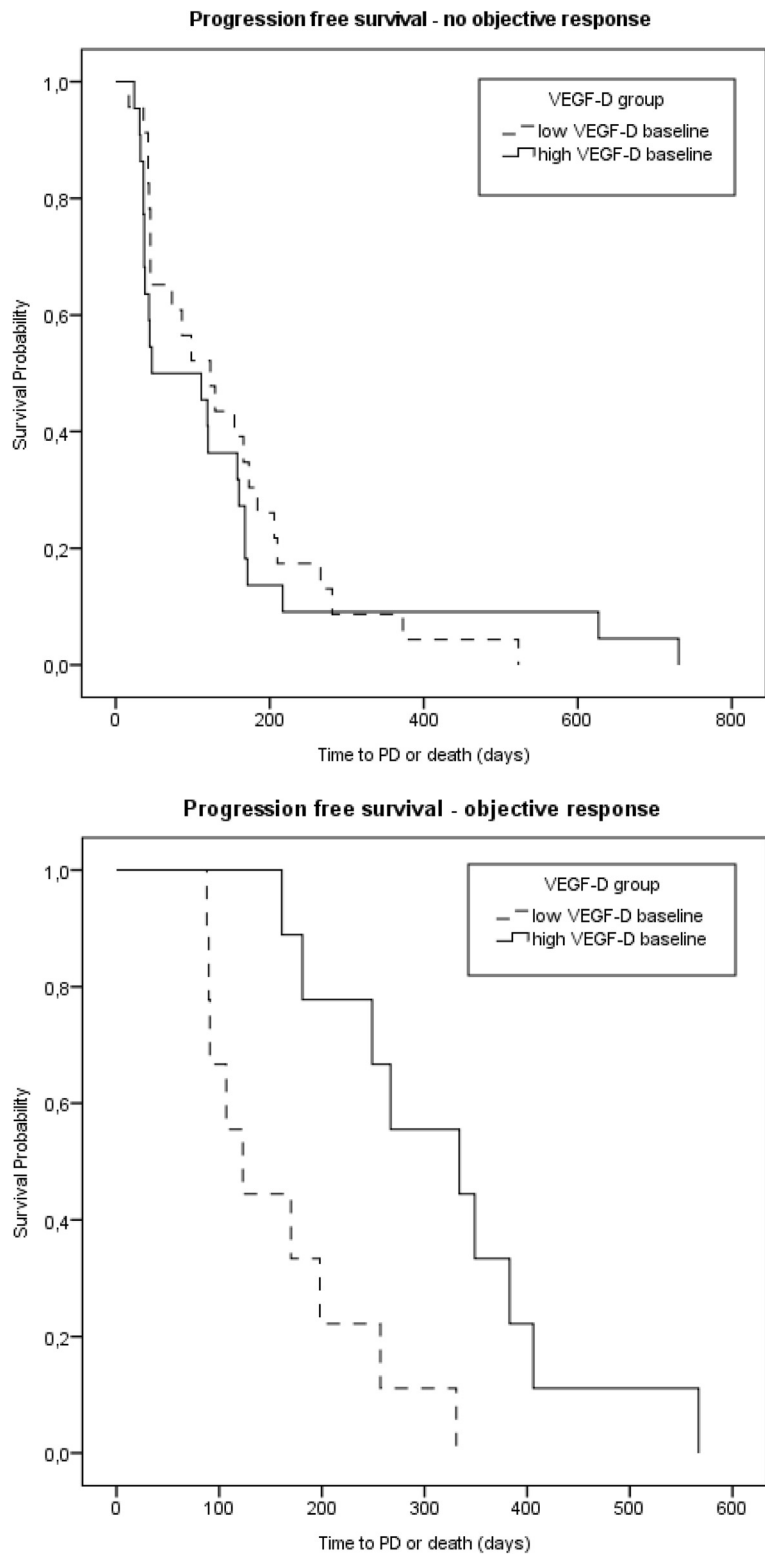 Progression free survival - no objective response
VEGF-D group
low VEGF-D baseline
high VEGF-D baseline
1,0
0,8
0,6
0,4
0,2
0,0
Survival Probability
0 200 400 600 800
Time to PD or death (days)
Progression free survival - objective response
VEGF-D group
low VEGF-D baseline
high VEGF-D baseline
1,0
0,8
0,6
0,4
0,2
0,0
Survival Probability
0 100 200 300 400 500 600
Time to PD or death (days)